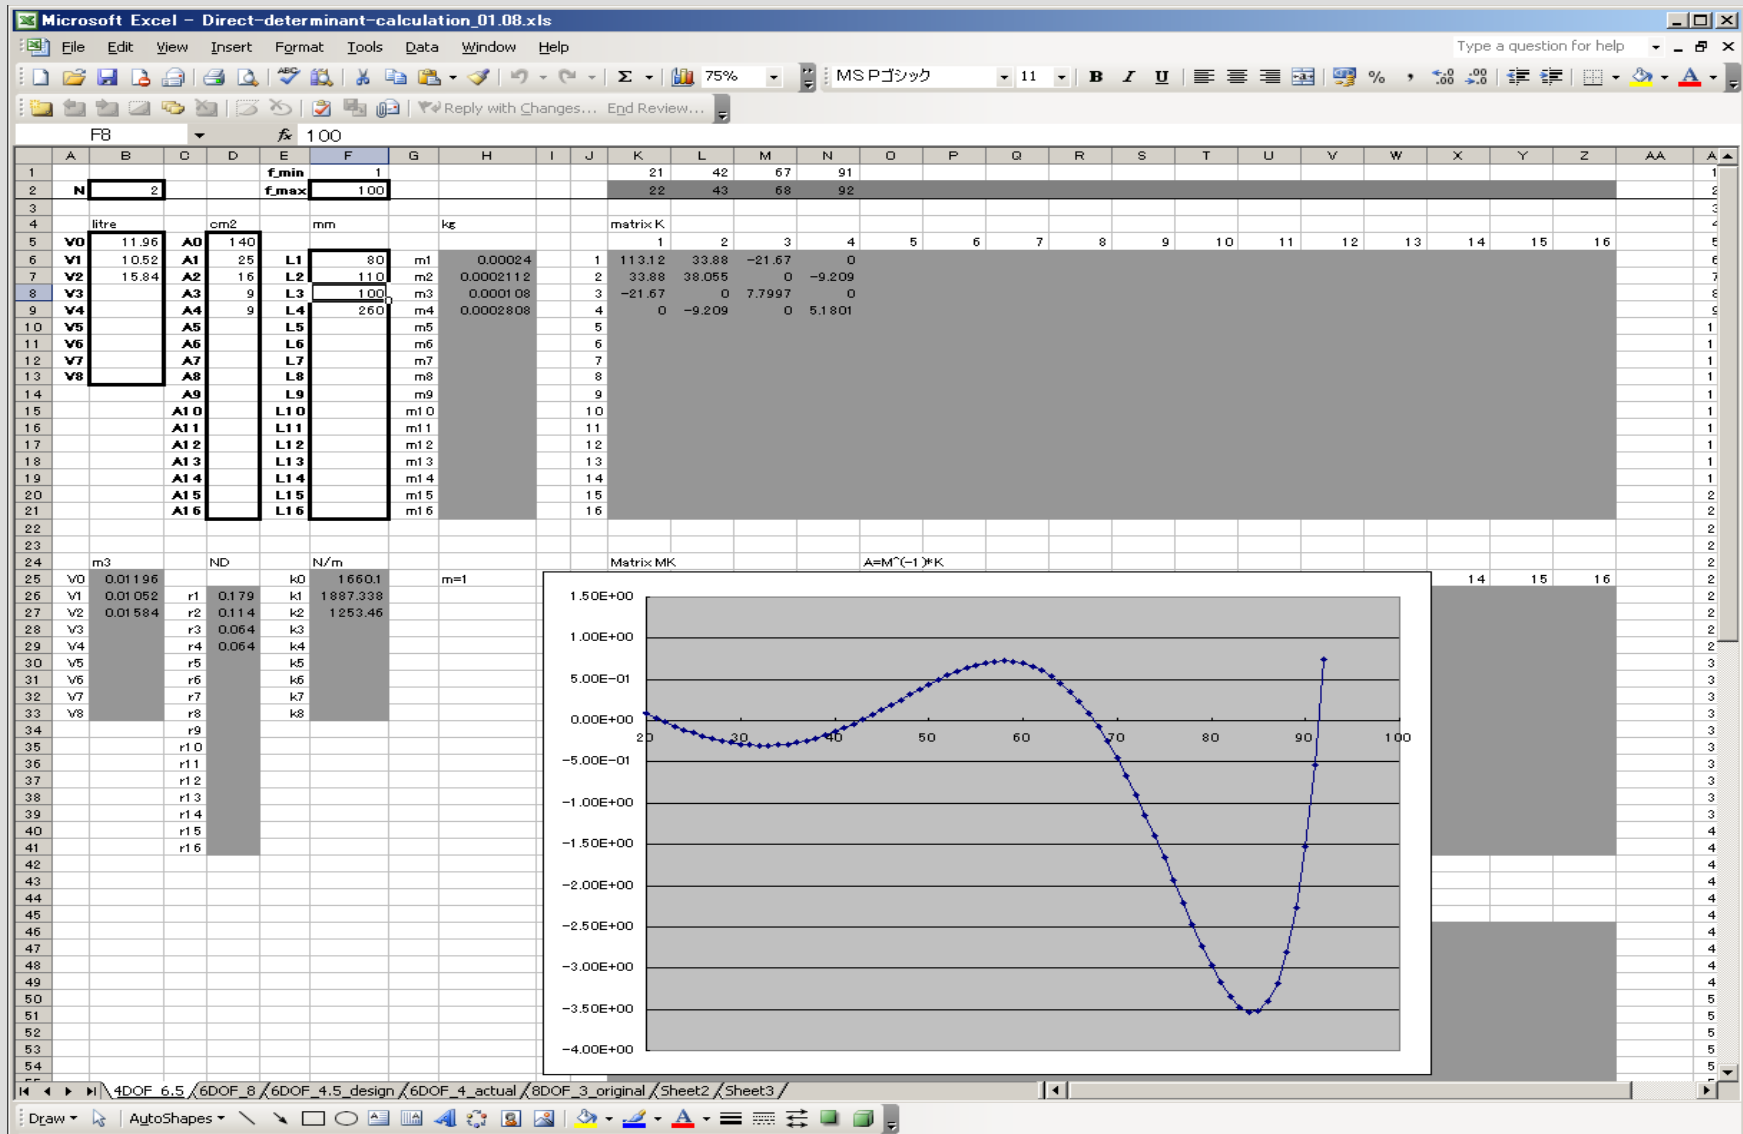 Microsoft Excel - Direct-determinant-calculation_01.08.xls
File Edit View Insert Format Tools Data Window Help Type a question for help
75% MS Pゴシック 11 B I U
Reply with Changes... End Review...
F8 fx 100
A B C D E F G H I J K L M N O P Q R S T U V W X Y Z AA A
1 f_min 1 21 42 67 91
2 N 2 f_max 100 22 43 68 92
3
4 litre cm2 mm kg matrix K
5 V0 11.96 A0 140 1 2 3 4 5 6 7 8 9 10 11 12 13 14 15 16
6 V1 10.52 A1 25 L1 80 m1 0.00024 1 113.12 33.88 -21.67 0
7 V2 15.84 A2 16 L2 110 m2 0.0002112 2 33.88 38.055 0 -9.209
8 V3 A3 9 L3 100 m3 0.000108 3 -21.67 0 7.7997 0
9 V4 A4 9 L4 260 m4 0.0002808 4 0 -9.209 0 5.1801
10 V5 A5 L5 m5 5
11 V6 A6 L6 m6 6
12 V7 A7 L7 m7 7
13 V8 A8 L8 m8 8
14 A9 L9 m9 9
15 A10 L10 m10 10
16 A11 L11 m11 11
17 A12 L12 m12 12
18 A13 L13 m13 13
19 A14 L14 m14 14
20 A15 L15 m15 15
21 A16 L16 m16 16
22
23
24 m3 ND N/m Matrix MK A=M^(-1)*K
25 V0 0.01196 k0 1660.1 m=1 14 15 16
26 V1 0.01052 r1 0.179 k1 1887.338
27 V2 0.01584 r2 0.114 k2 1253.46
28 V3 r3 0.064 k3
29 V4 r4 0.064 k4
30 V5 r5 k5
31 V6 r6 k6
32 V7 r7 k7
33 V8 r8 k8
34 r9
35 r10
36 r11
37 r12
38 r13
39 r14
40 r15
41 r16
42
43
44
45
46
47
48
49
50
51
52
53
54
1.50E+00
1.00E+00
5.00E-01
0.00E+00
20 30 40 50 60 70 80 90 100
-5.00E-01
-1.00E+00
-1.50E+00
-2.00E+00
-2.50E+00
-3.00E+00
-3.50E+00
-4.00E+00
4DOF_6.5 6DOF_8 6DOF_4.5_design 6DOF_4_actual 8DOF_3_original Sheet2 Sheet3
Draw AutoShapes